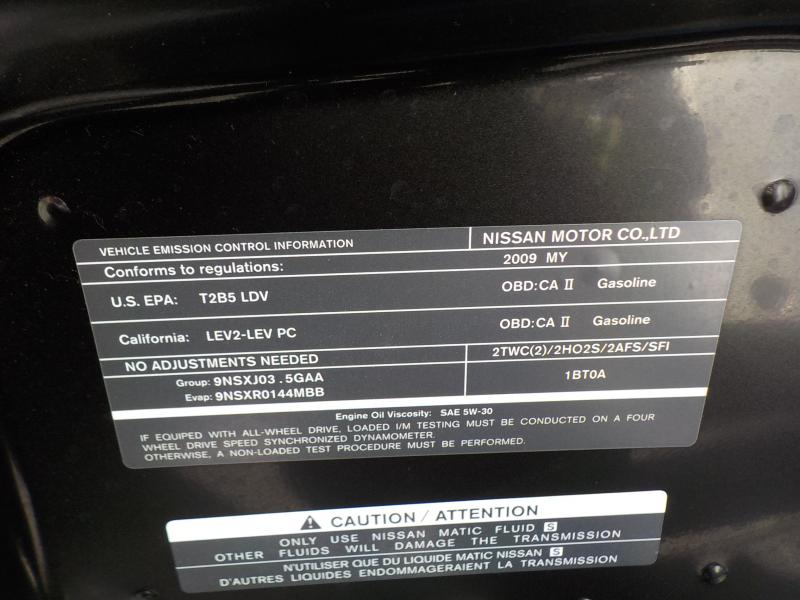 VEHICLE EMISSION CONTROL INFORMATION
NISSAN MOTOR CO.,LTD
Conforms to regulations:
2009 MY
U.S. EPA: T2B5 LDV
OBD:CA II Gasoline
California: LEV2-LEV PC
OBD:CA II Gasoline
NO ADJUSTMENTS NEEDED
2TWC(2)/2HO2S/2AFS/SFI
Group: 9NSXJ03.5GAA
1BT0A
Evap: 9NSXR0144MBB
Engine Oil Viscosity: SAE 5W-30
IF EQUIPPED WITH ALL-WHEEL DRIVE, LOADED I/M TESTING MUST BE CONDUCTED ON A FOUR
WHEEL DRIVE SPEED SYNCHRONIZED DYNAMOMETER.
OTHERWISE, A NON-LOADED TEST PROCEDURE MUST BE PERFORMED.
CAUTION / ATTENTION
ONLY USE NISSAN MATIC FLUID S
OTHER FLUIDS WILL DAMAGE THE TRANSMISSION
N'UTILISER QUE DU LIQUIDE MATIC NISSAN S
D'AUTRES LIQUIDES ENDOMMAGERAIENT LA TRANSMISSION